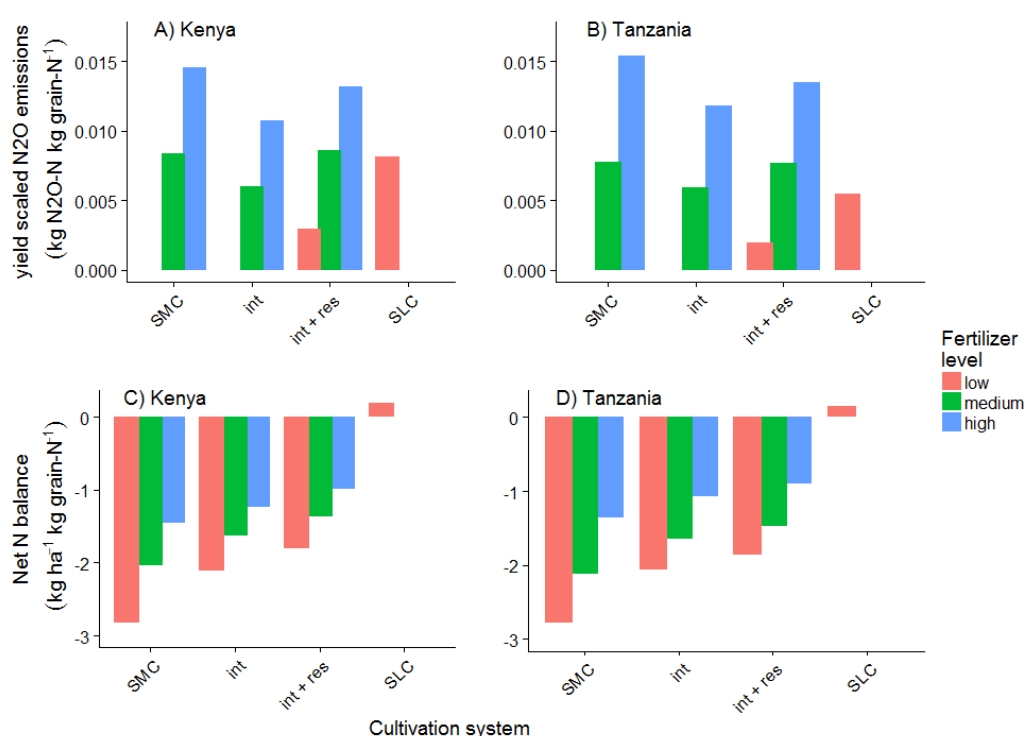 A) Kenya
B) Tanzania
yield scaled N2O emissions
(kg N2O-N kg grain-N⁻¹)
0.015
0.010
0.005
0.000
SMC
int
int + res
SLC
0.015
0.010
0.005
0.000
SMC
int
int + res
SLC
Fertilizer
level
low
medium
high
C) Kenya
D) Tanzania
Net N balance
(kg ha⁻¹ kg grain-N⁻¹)
0
-1
-2
-3
SMC
int
int + res
SLC
0
-1
-2
-3
SMC
int
int + res
SLC
Cultivation system